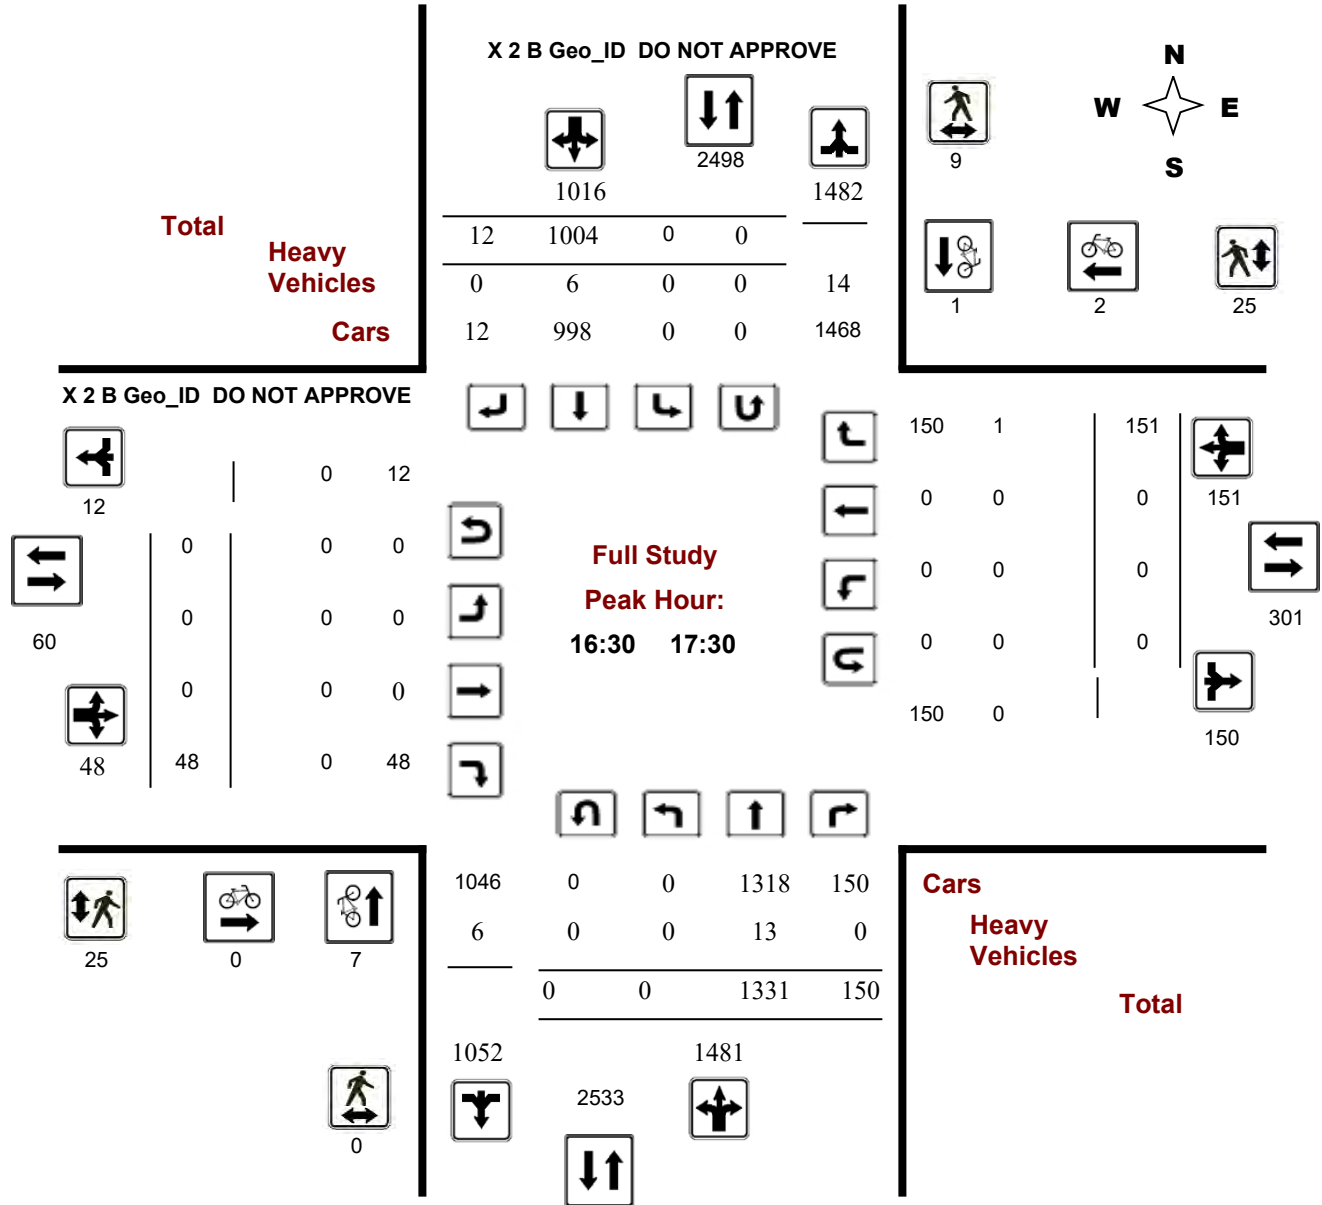 X 2 B Geo_ID  DO NOT APPROVE
N
W E
S
2498
9
1016 1482
Total
12 1004 0 0
Heavy
Vehicles
0 6 0 0 14
1 2 25
Cars
12 998 0 0 1468
X 2 B Geo_ID  DO NOT APPROVE
150 1 151
0 12
12
0 0 0 151
0 0 0
Full Study
0 0 0
Peak Hour:
0 0 0
301
60
16:30 17:30
0 0 0
0 0 0
150 0
150
48
48 0 48
1046 0 0 1318 150
Cars
6 0 0 13 0
Heavy
Vehicles
25 0 7
0 0 1331 150
Total
1052 1481
2533
0